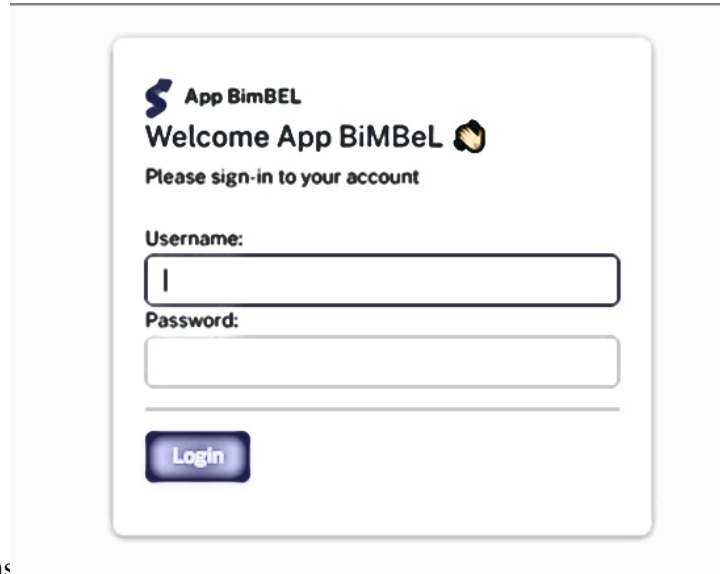 App BimBEL
Welcome App BiMBeL 👋
Please sign-in to your account
Username:
Password:
Login